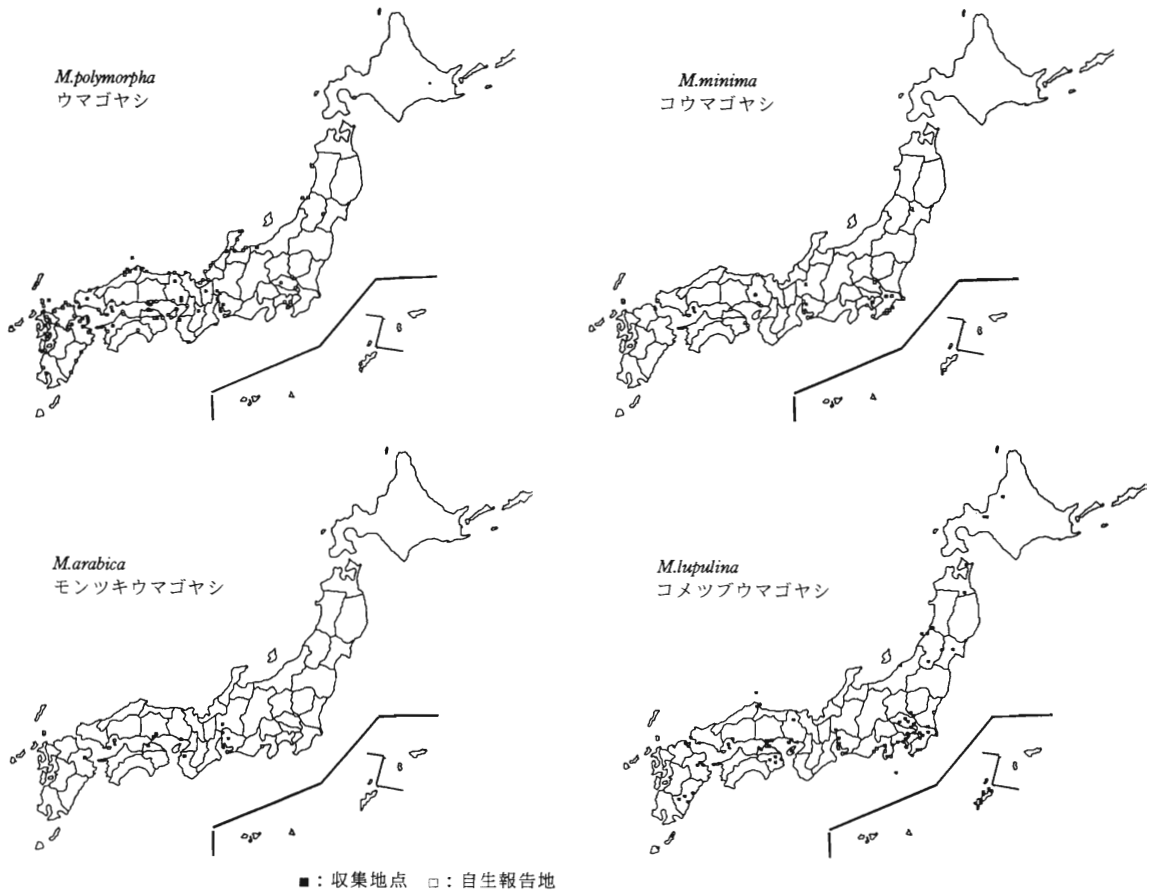 M.polymorpha
ウマゴヤシ
M.minima
コウマゴヤシ
M.arabica
モンツキウマゴヤシ
M.lupulina
コメツブウマゴヤシ
■：収集地点　□：自生報告地